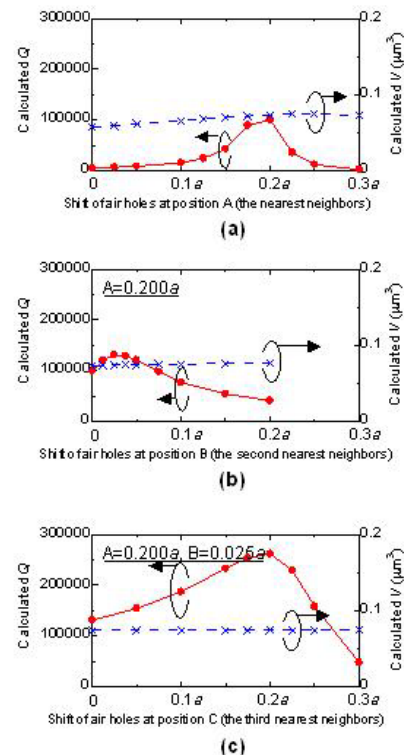 0.2
300000
Calculated Q
200000
0.1
Calculated V (μm³)
100000
0
0
0 0.1a 0.2a 0.3a
Shift of air holes at position A (the nearest neighbors)
(a)
0.2
300000
A=0.200a
Calculated Q
200000
0.1
Calculated V (μm³)
100000
0
0
0 0.1a 0.2a 0.3a
Shift of air holes at position B (the second nearest neighbors)
(b)
0.2
300000
A=0.200a, B=0.025a
Calculated Q
200000
0.1
Calculated V (μm³)
100000
0
0
0 0.1a 0.2a 0.3a
Shift of air holes at position C (the third nearest neighbors)
(c)